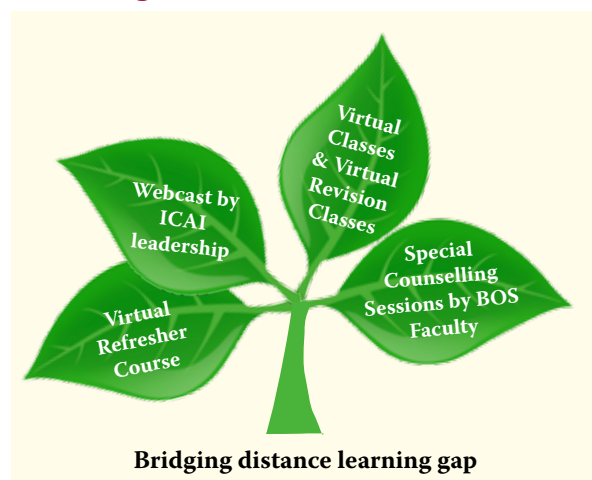 Virtual
Classes
& Virtual
Revision
Classes
Webcast by
ICAI
leadership
Special
Counselling
Sessions by BOS
Faculty
Virtual
Refresher
Course
Bridging distance learning gap